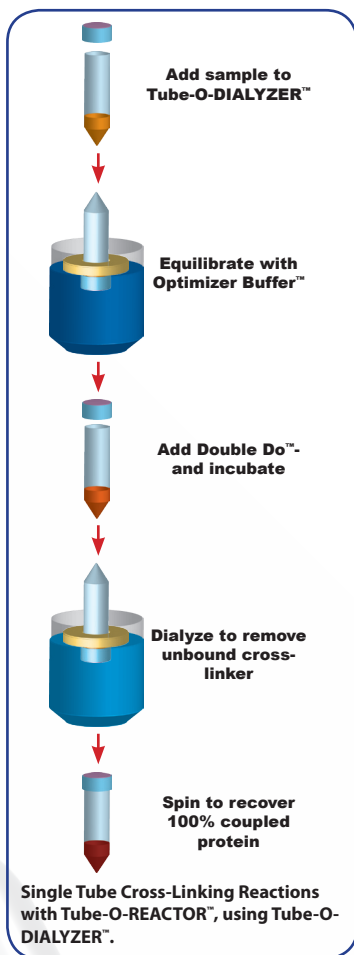 Add sample to
Tube-O-DIALYZER™
Equilibrate with
Optimizer Buffer™
Add Double Do™-
and incubate
Dialyze to remove
unbound cross-
linker
Spin to recover
100% coupled
protein
Single Tube Cross-Linking Reactions
with Tube-O-REACTOR™, using Tube-O-
DIALYZER™.